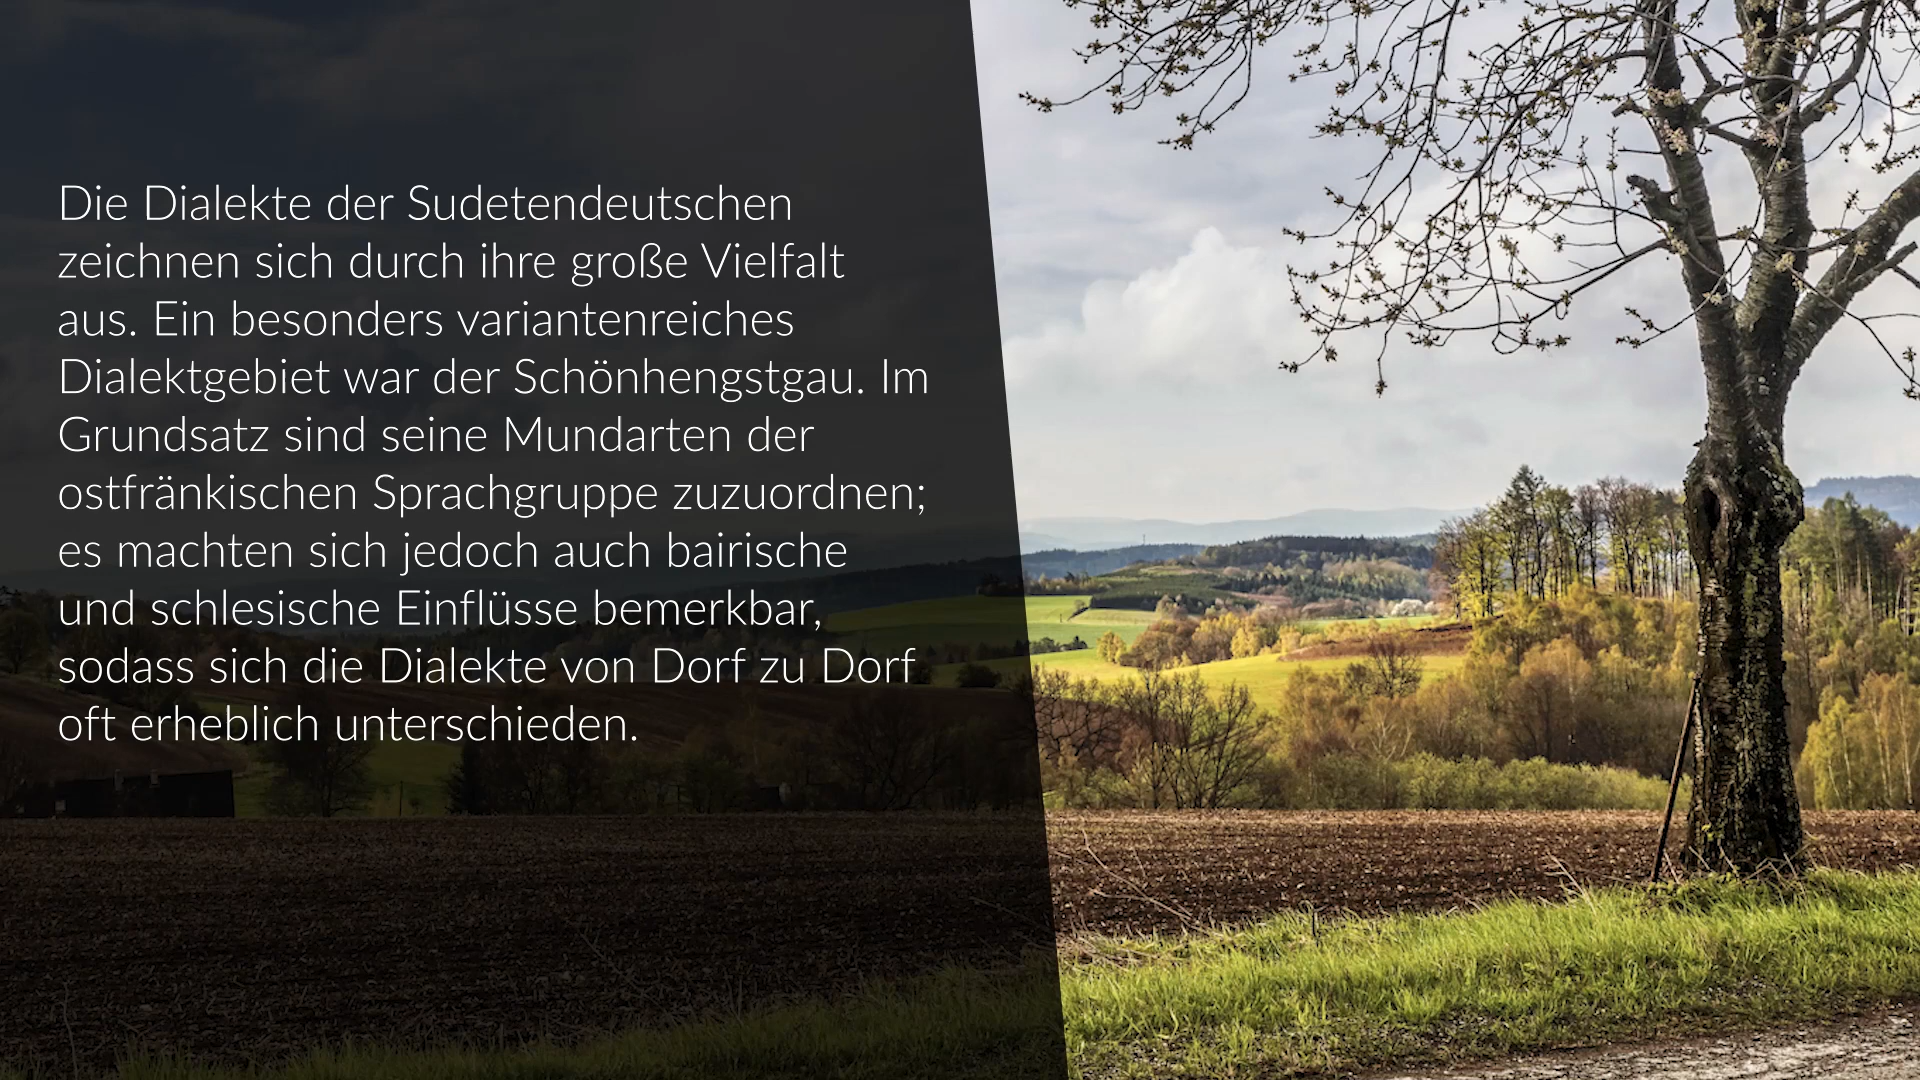 Die Dialekte der Sudetendeutschen
zeichnen sich durch ihre große Vielfalt
aus. Ein besonders variantenreiches
Dialektgebiet war der Schönhengstgau. Im
Grundsatz sind seine Mundarten der
ostfränkischen Sprachgruppe zuzuordnen;
es machten sich jedoch auch bairische
und schlesische Einflüsse bemerkbar,
sodass sich die Dialekte von Dorf zu Dorf
oft erheblich unterschieden.